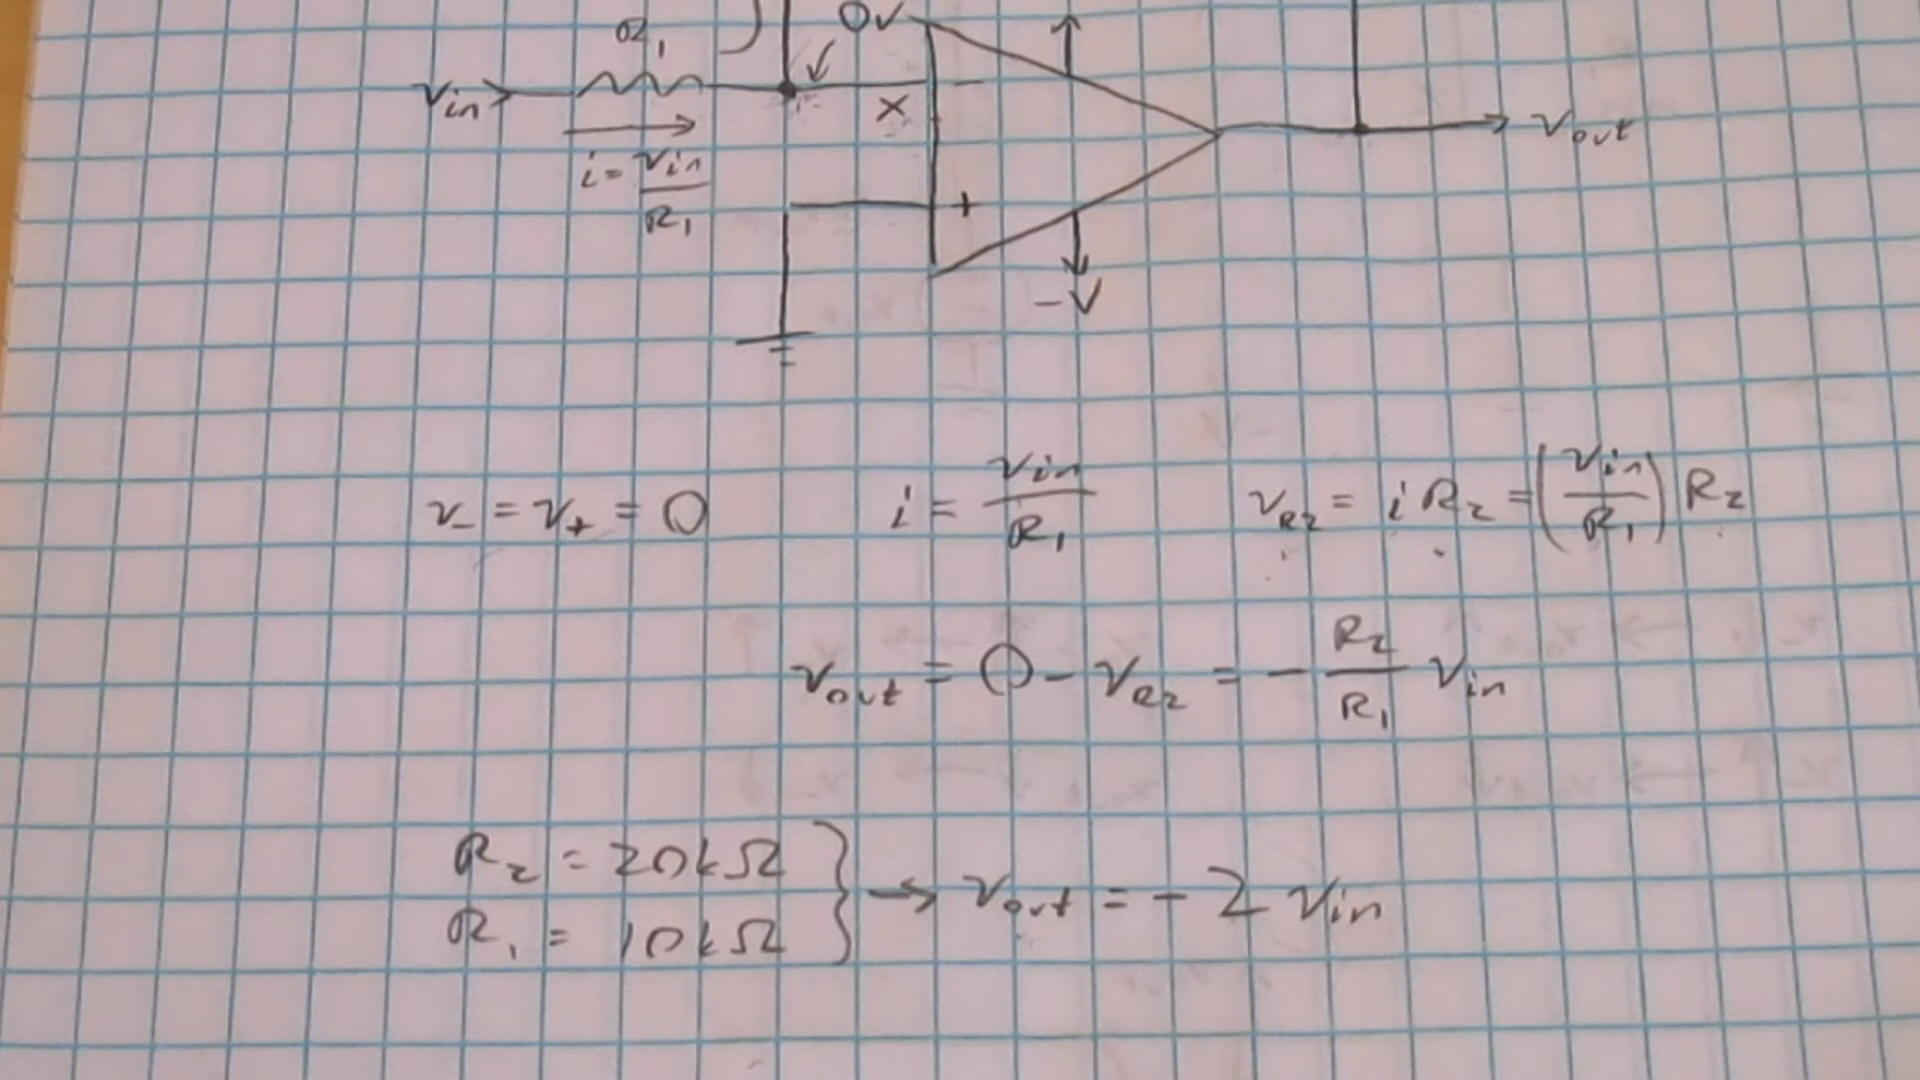 R₁ 0v
vin i = vin/R₁ x − + vout
−V
v₋ = v₊ = 0 i = vin/R₁ vR2 = i R₂ = (vin/R₁) R₂
vout = 0 − vR2 = − R₂/R₁ vin
R₂ = 20kΩ
R₁ = 10kΩ } → vout = − 2 vin